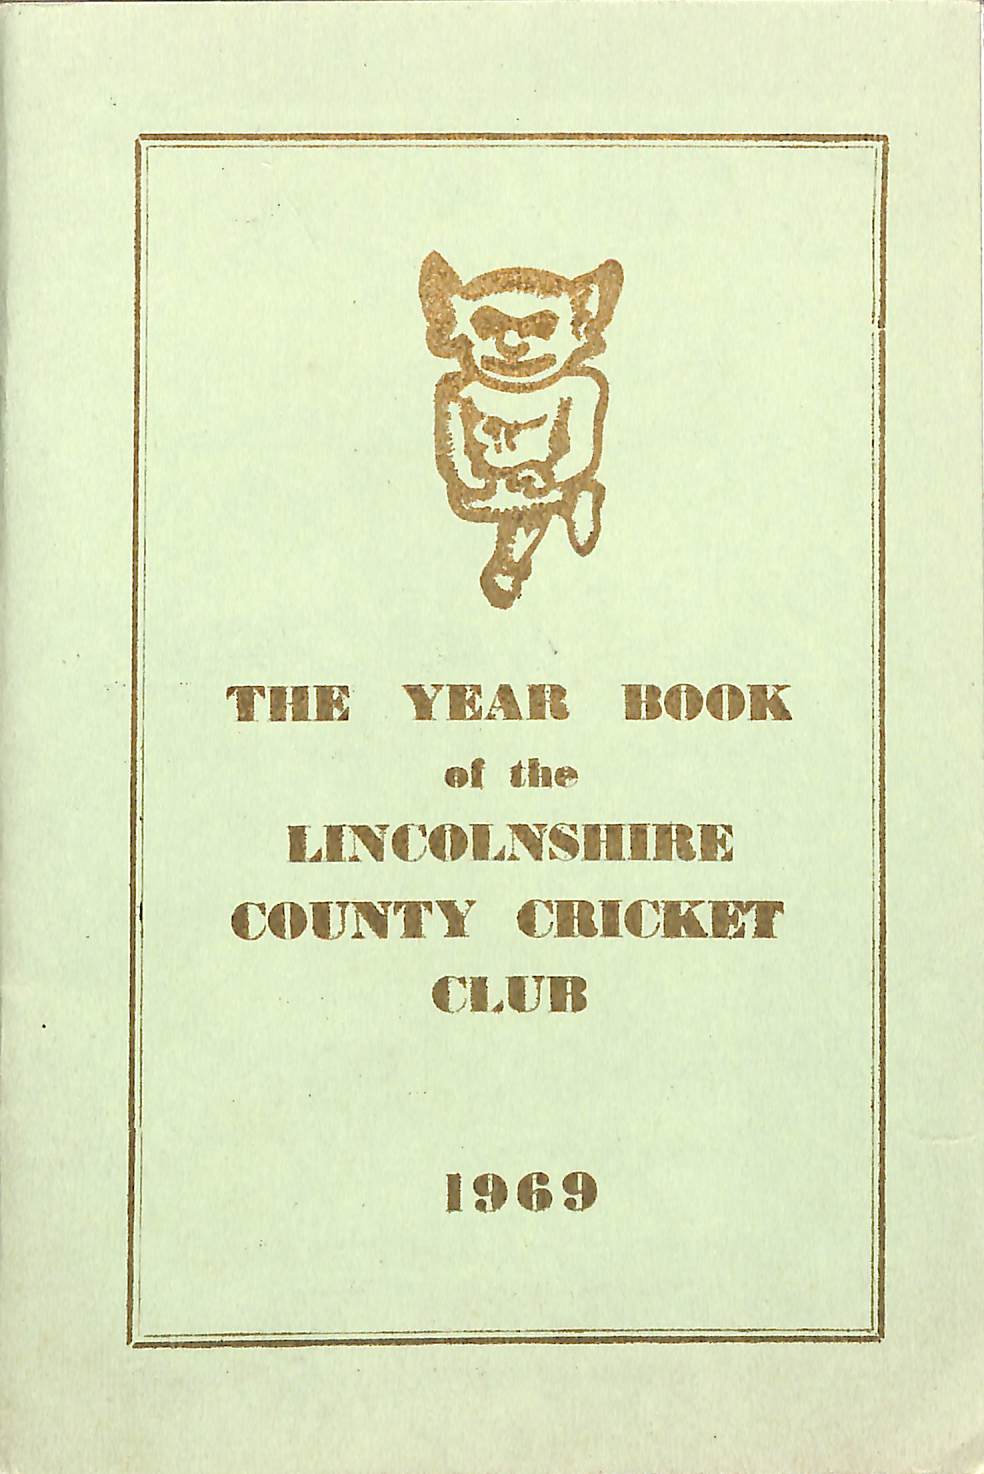 THE YEAR BOOK
of the
LINCOLNSHIRE
COUNTY CRICKET
CLUB
1969